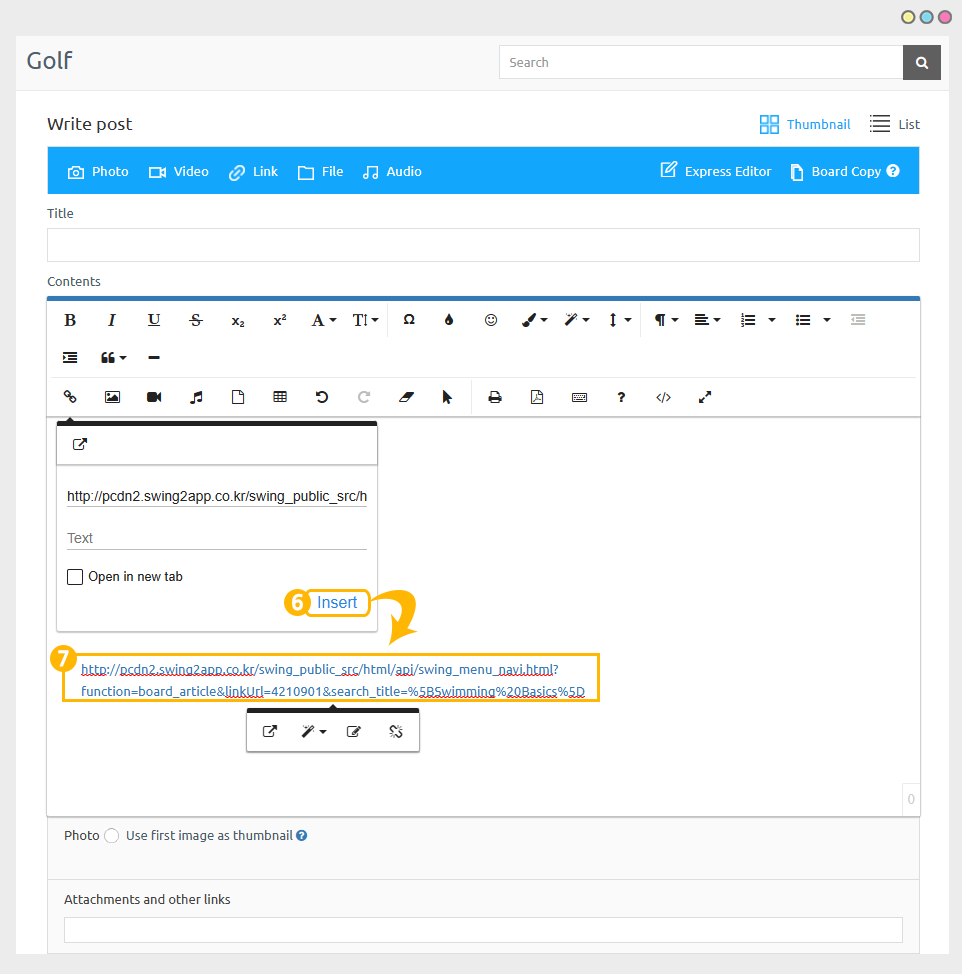 Golf
Search
Write post
Thumbnail
List
Photo
Video
Link
File
Audio
Express Editor
Board Copy ?
Title
Contents
B I U S x₂ x² A T Ω
¶
?
</>
http://pcdn2.swing2app.co.kr/swing_public_src/h
Text
Open in new tab
6 Insert
7
http://pcdn2.swing2app.co.kr/swing_public_src/html/api/swing_menu_navi.html?
function=board_article&linkUrl=4210901&search_title=%5BSwimming%20Basics%5D
0
Photo
Use first image as thumbnail ?
Attachments and other links